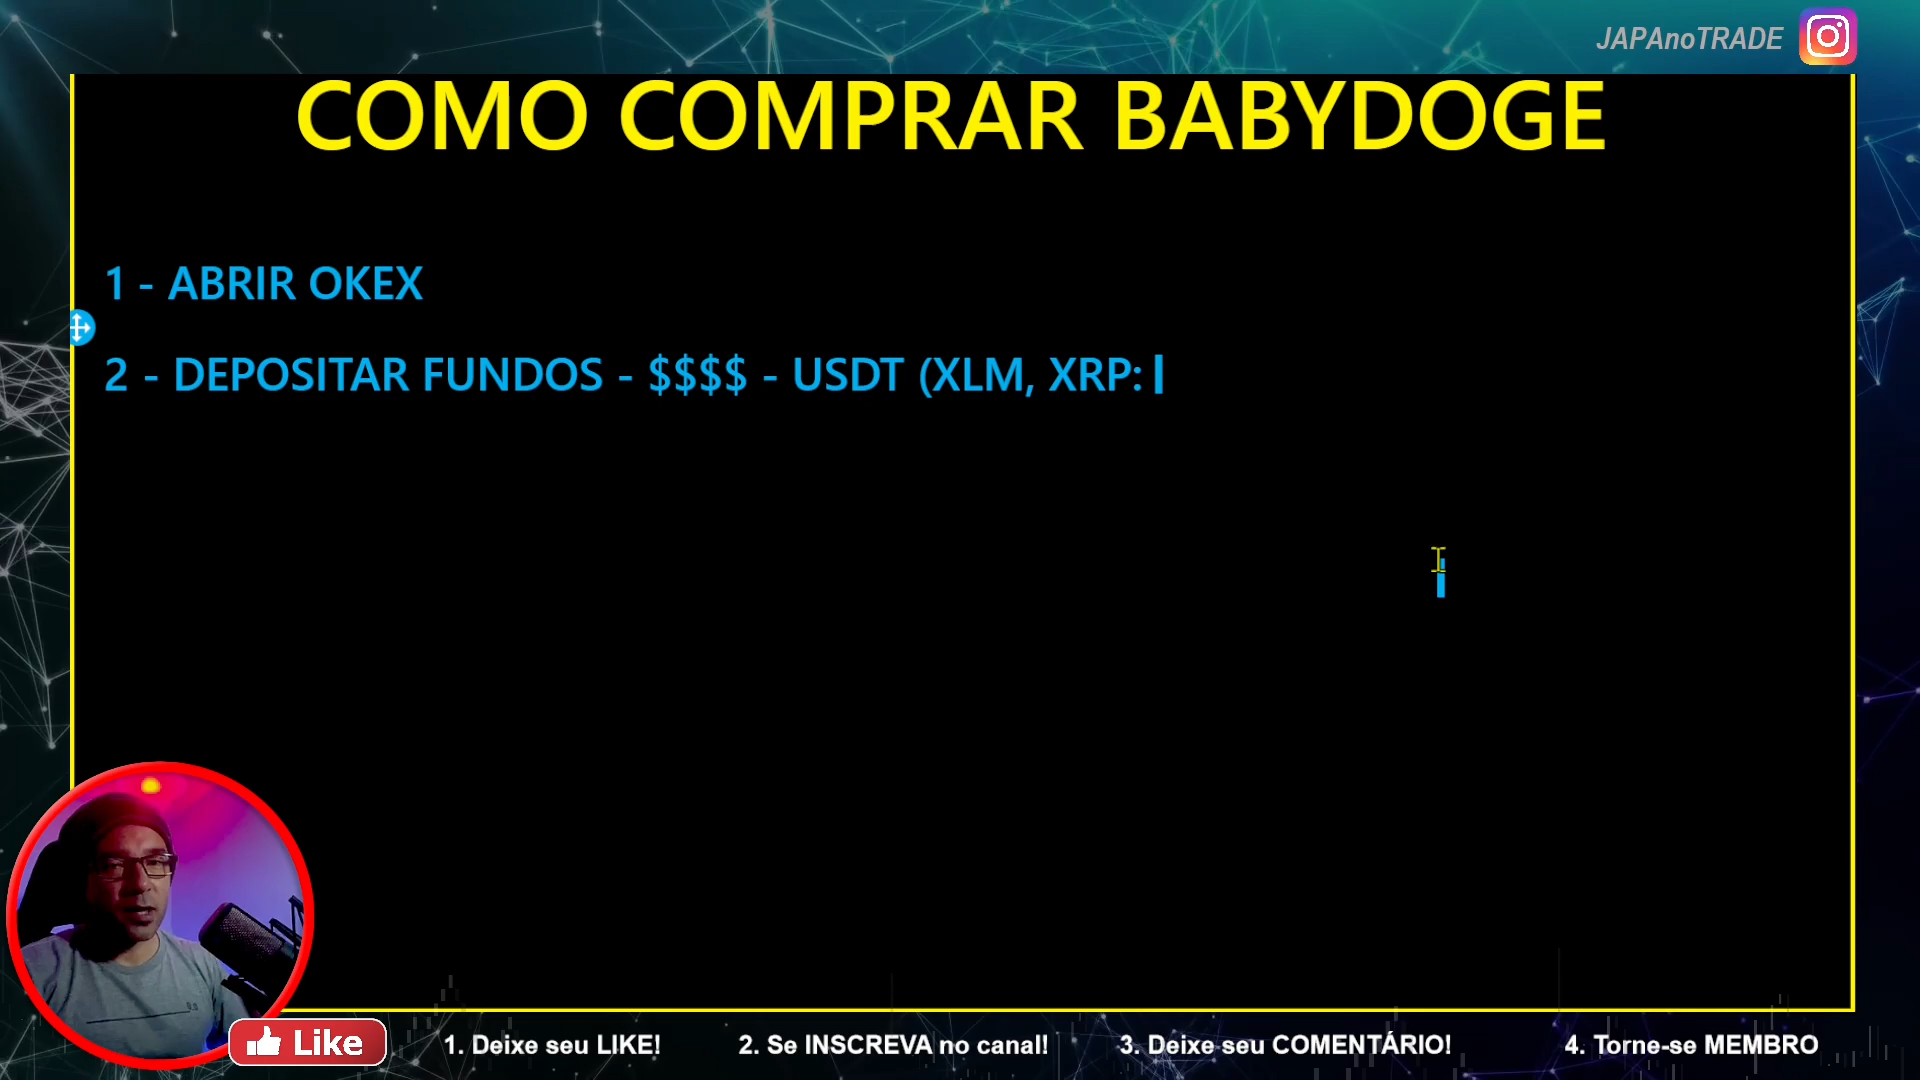 JAPAnoTRADE
COMO COMPRAR BABYDOGE
1 - ABRIR OKEX
2 - DEPOSITAR FUNDOS - $$$$ - USDT (XLM, XRP:
Like
1. Deixe seu LIKE!
2. Se INSCREVA no canal!
3. Deixe seu COMENTÁRIO!
4. Torne-se MEMBRO